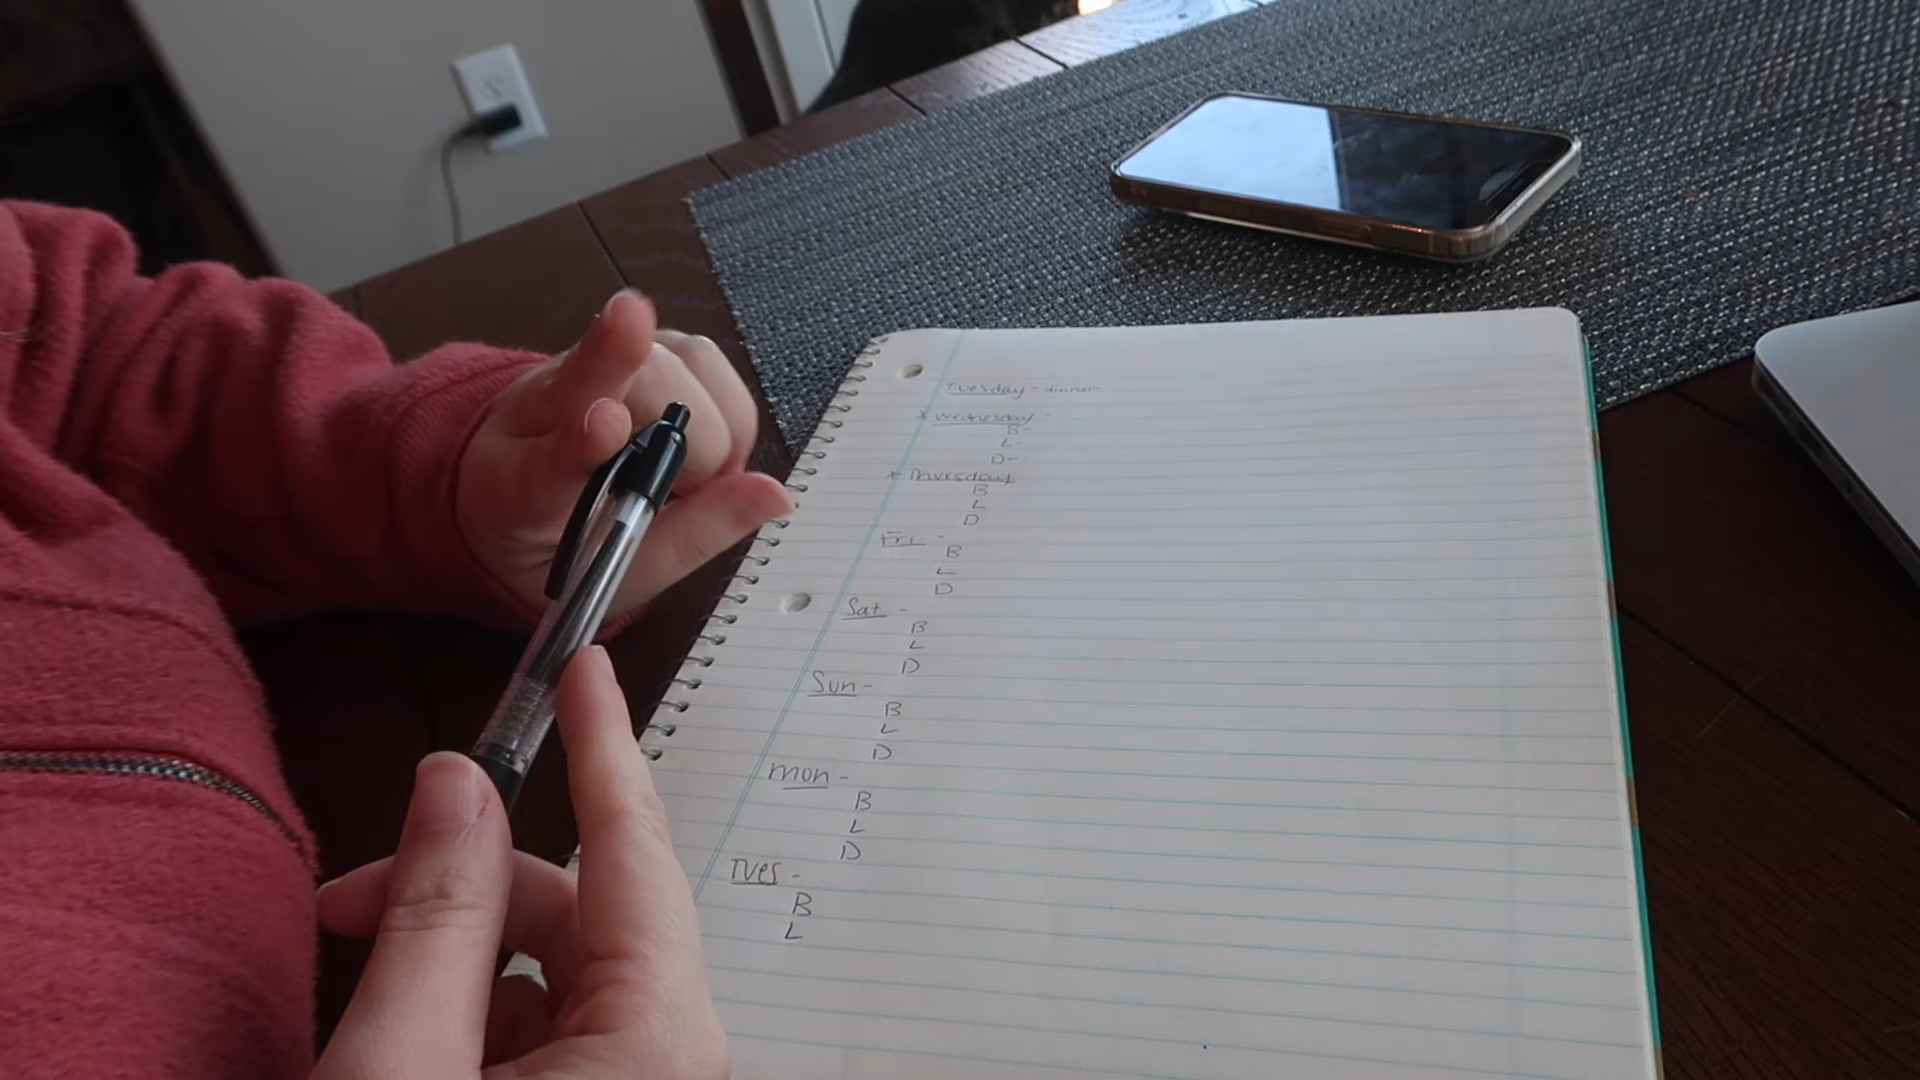 Tuesday - dinner -
* Wednesday -
B-
L-
D-
* Thursday
B
L
D
Fri -
B
L
D
Sat -
B
L
D
Sun -
B
L
D
mon -
B
L
D
Tues -
B
L